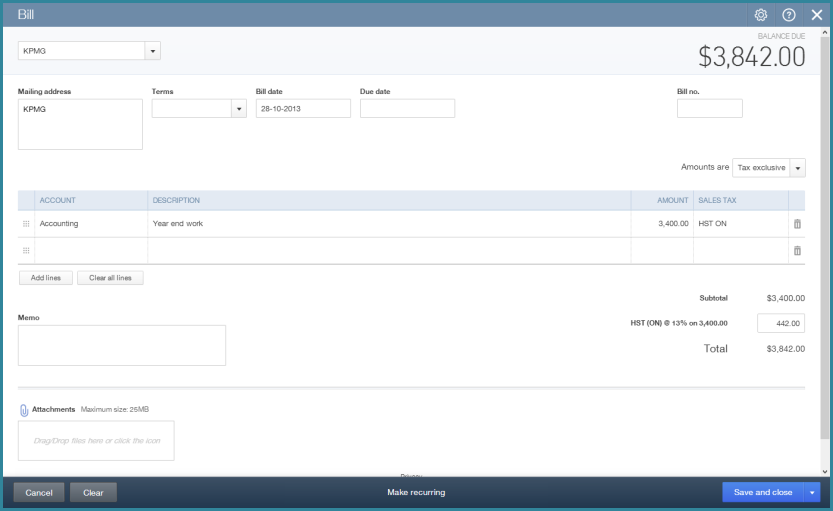 Bill
BALANCE DUE
KPMG
$3,842.00
Mailing address Terms Bill date Due date Bill no.
KPMG 28-10-2013
Amounts are Tax exclusive
ACCOUNT DESCRIPTION AMOUNT SALES TAX
Accounting Year end work 3,400.00 HST ON
Add lines Clear all lines
Subtotal $3,400.00
Memo
HST (ON) @ 13% on 3,400.00 442.00
Total $3,842.00
Attachments Maximum size: 25MB
Drag/Drop files here or click the icon
Privacy
Cancel Clear Make recurring Save and close